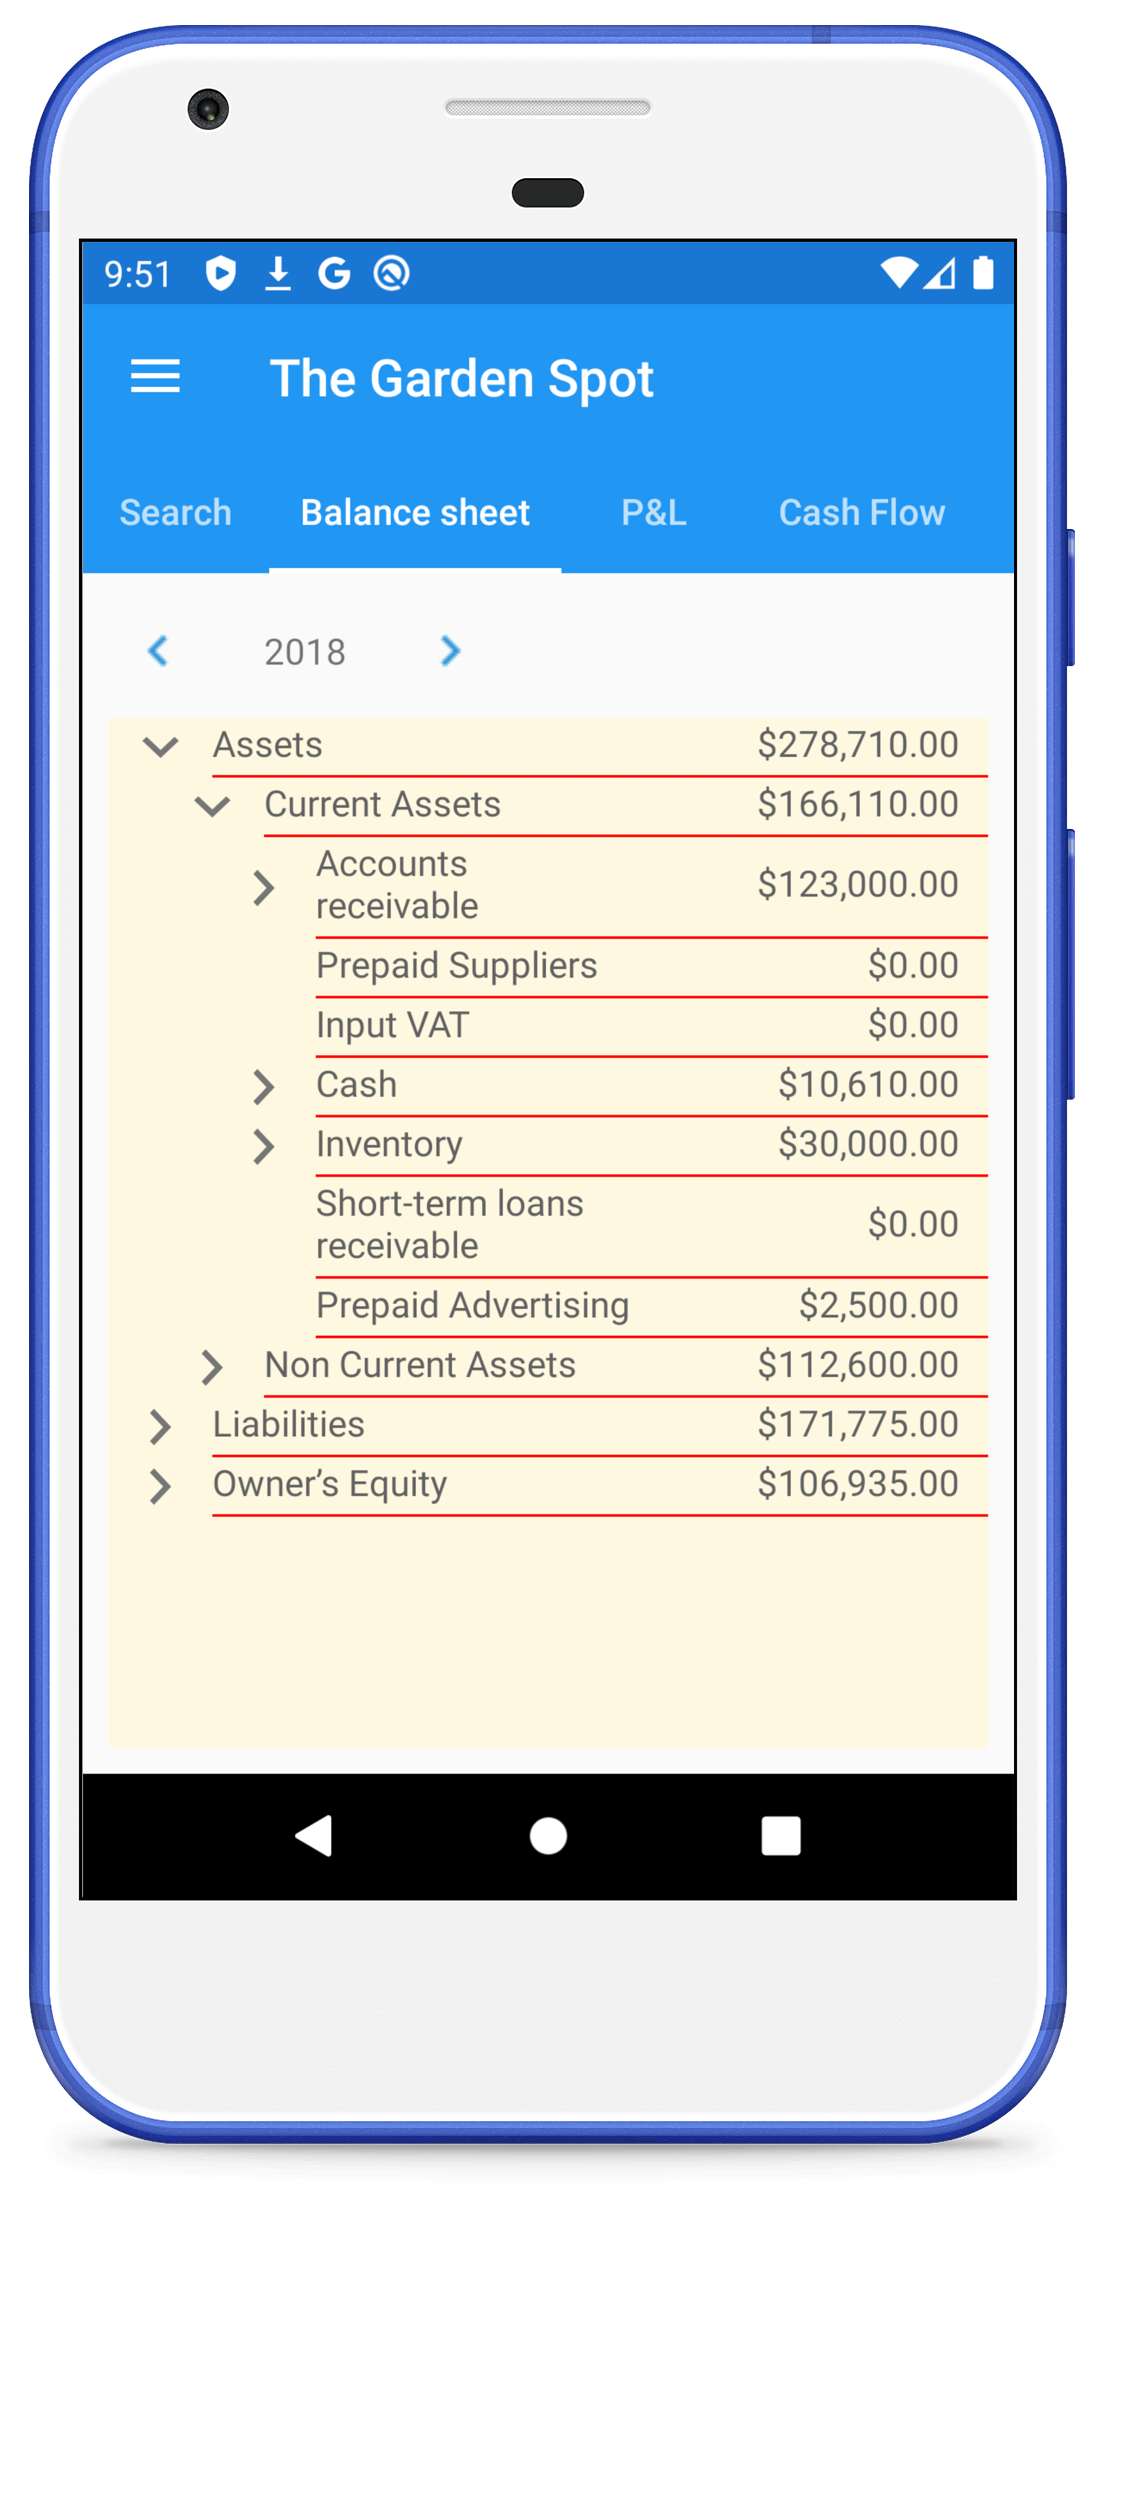 9:51
The Garden Spot
Search Balance sheet P&L Cash Flow
2018
Assets $278,710.00
Current Assets $166,110.00
Accounts
receivable $123,000.00
Prepaid Suppliers $0.00
Input VAT $0.00
Cash $10,610.00
Inventory $30,000.00
Short-term loans
receivable $0.00
Prepaid Advertising $2,500.00
Non Current Assets $112,600.00
Liabilities $171,775.00
Owner’s Equity $106,935.00